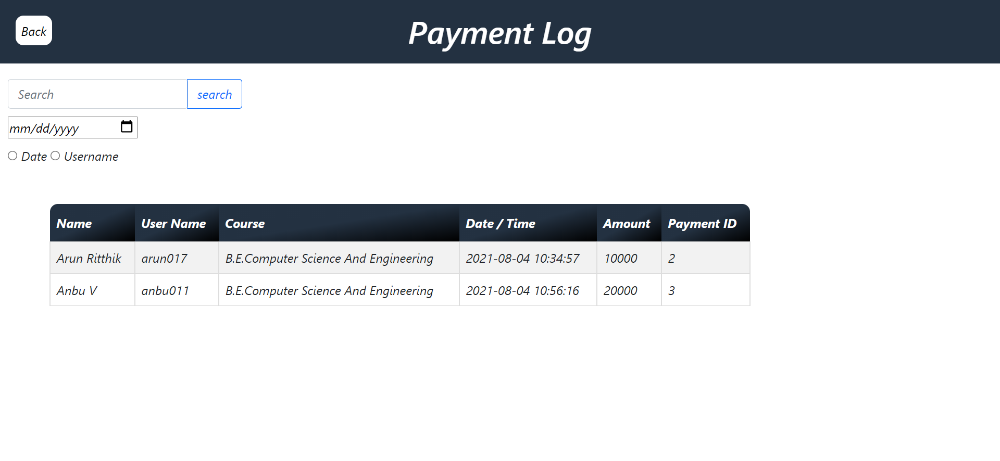 Back
Payment Log
Search search
mm/dd/yyyy
Date Username
Name User Name Course Date / Time Amount Payment ID
Arun Ritthik arun017 B.E.Computer Science And Engineering 2021-08-04 10:34:57 10000 2
Anbu V anbu011 B.E.Computer Science And Engineering 2021-08-04 10:56:16 20000 3